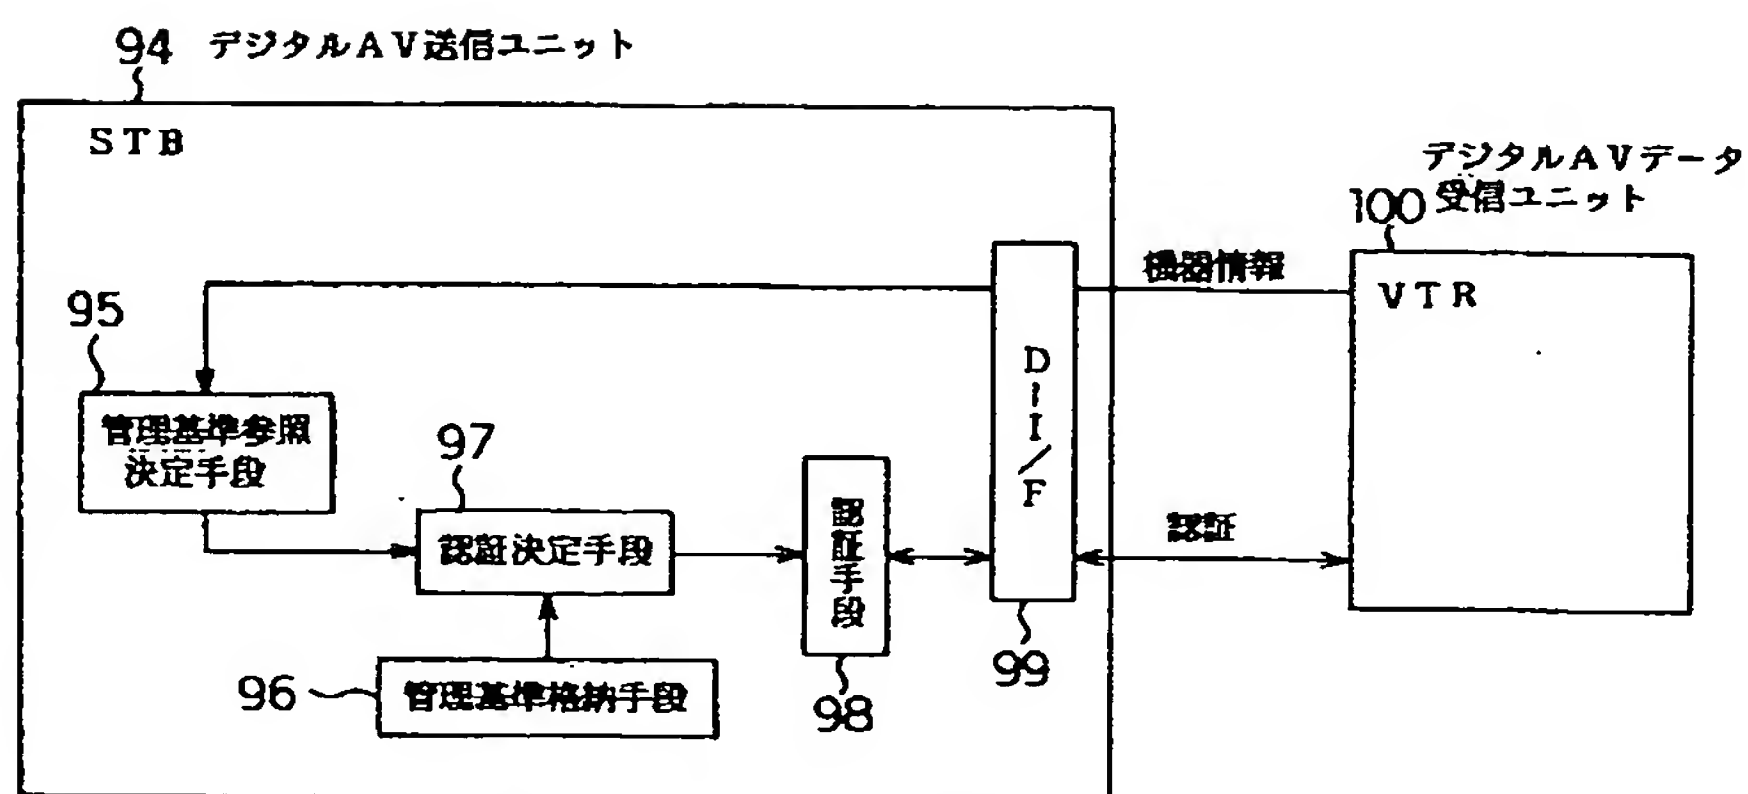 94 デジタルAV送信ユニット
STB
デジタルAVデータ
100 受信ユニット
機器情報
VTR
95
管理基準参照
決定手段
97
D-I/F
認証決定手段
認証手段
認証
96 管理基準格納手段
98
99